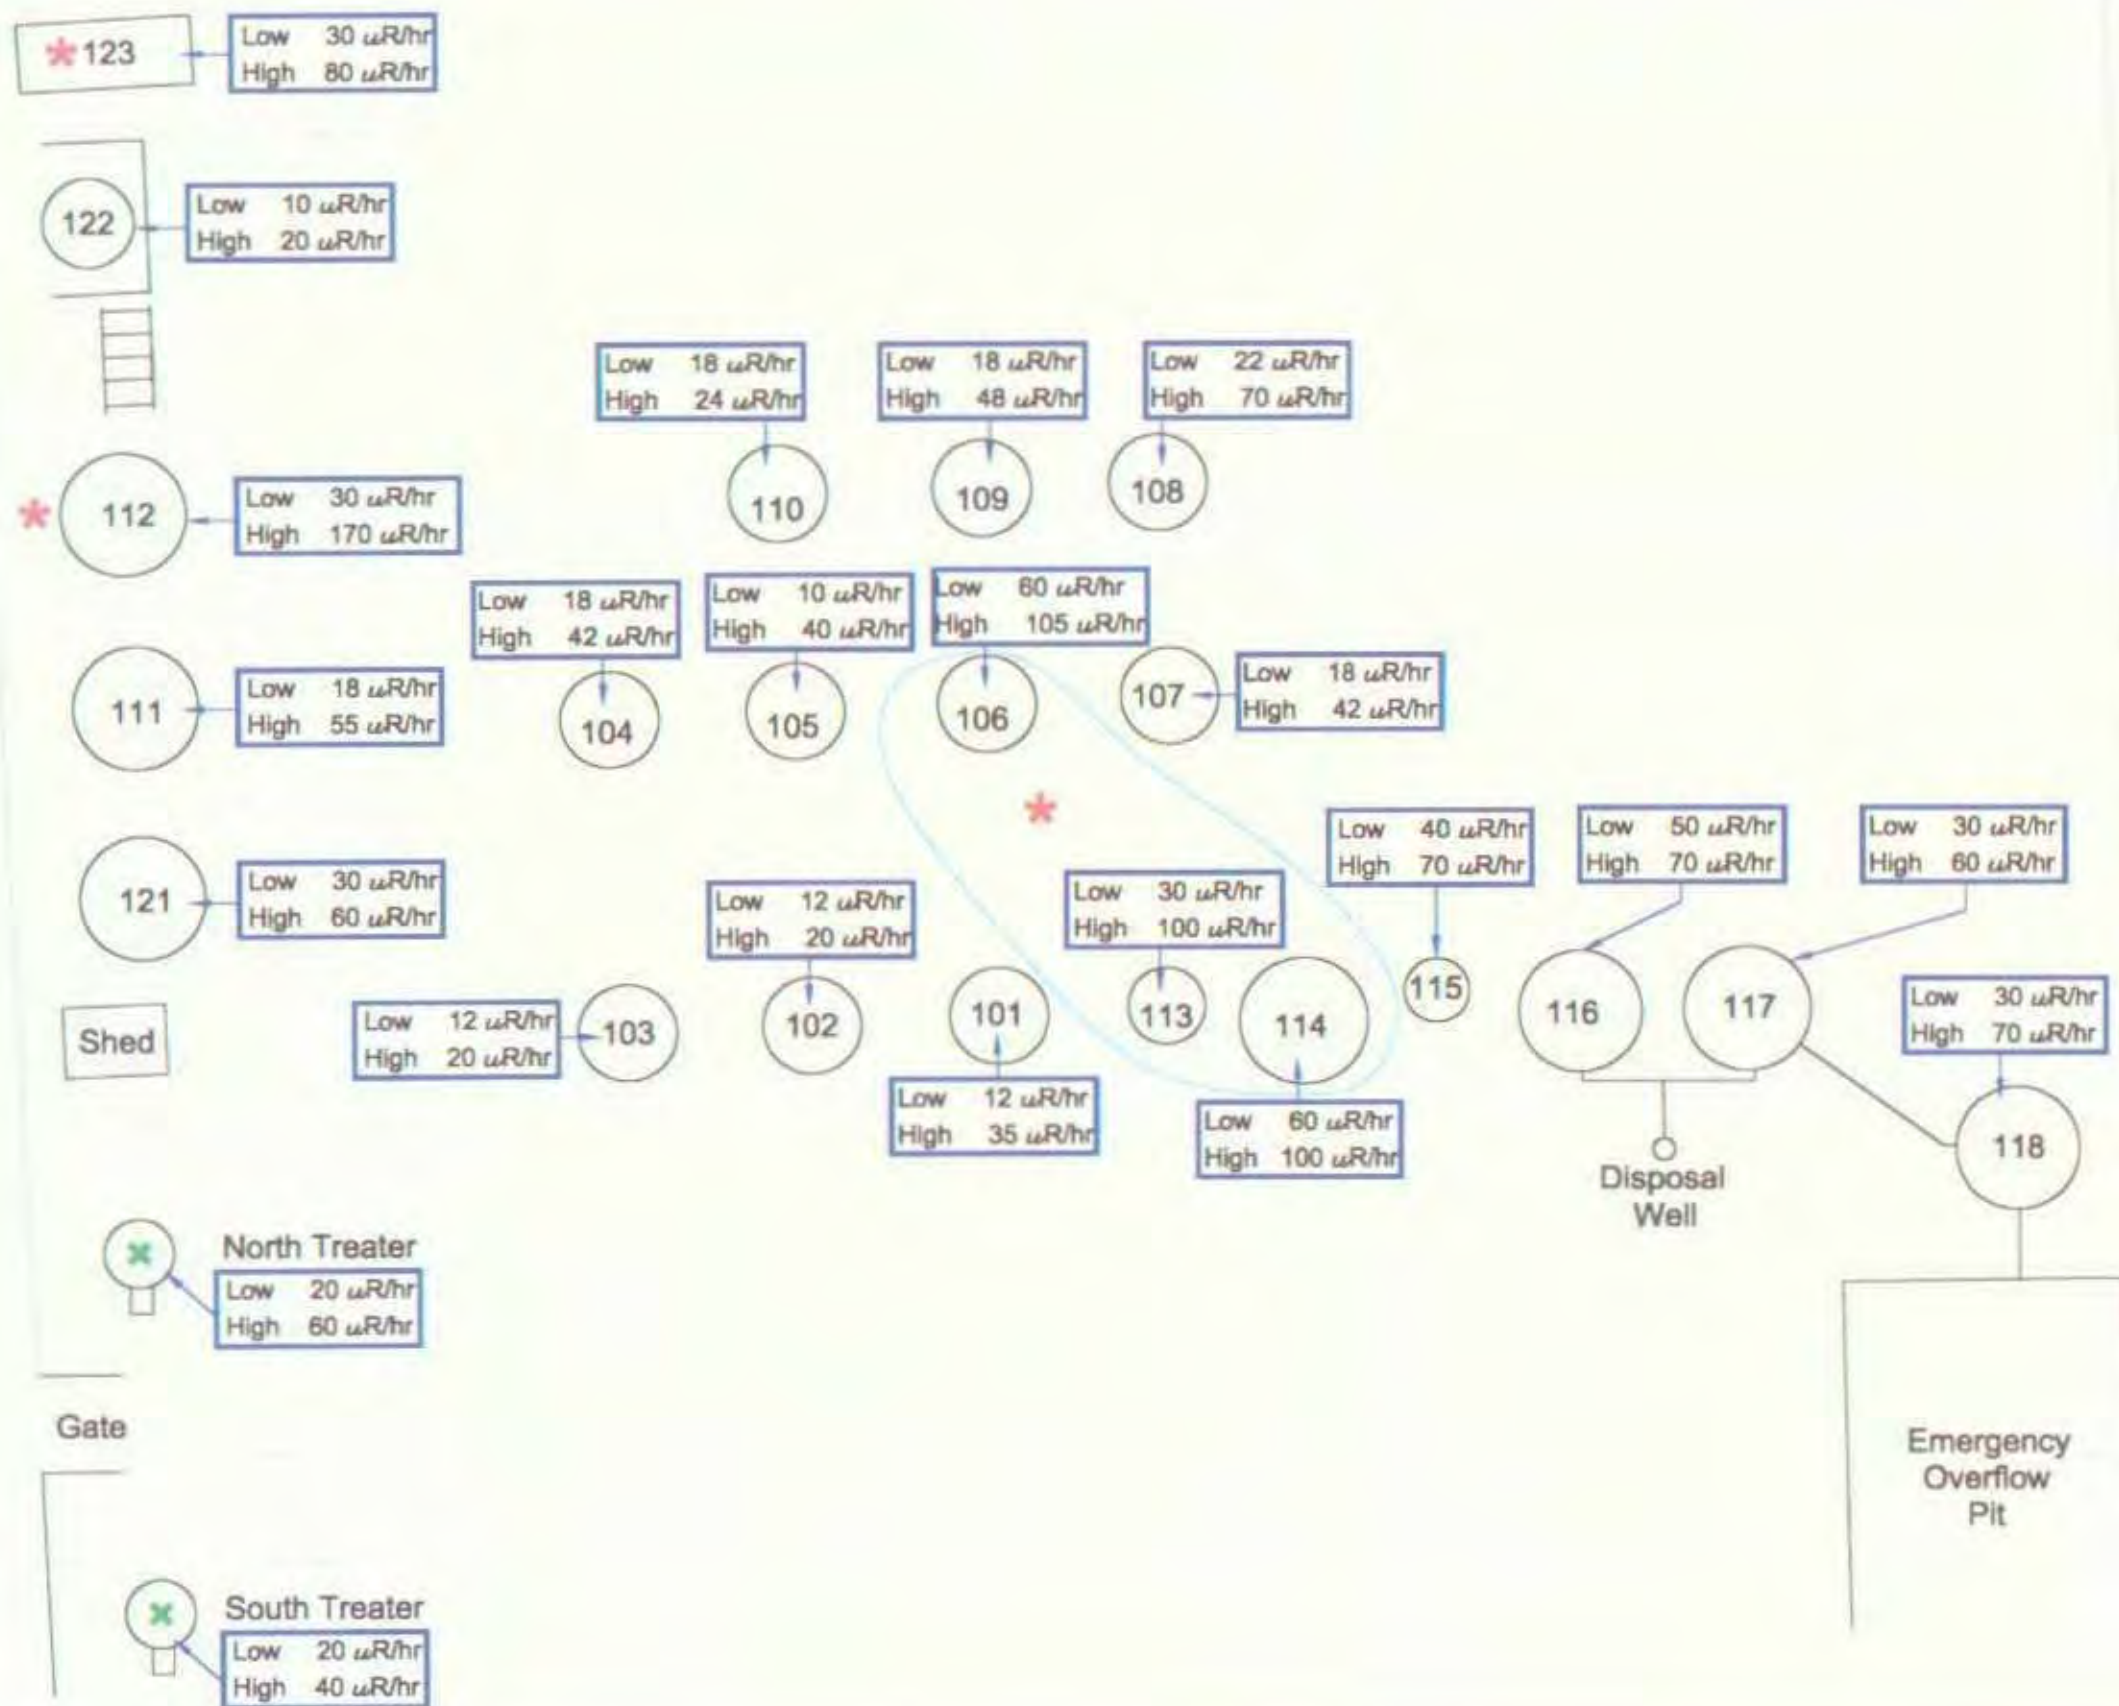 * 123
Low 30 uR/hr
High 80 uR/hr
122
Low 10 uR/hr
High 20 uR/hr
Low 18 uR/hr
High 24 uR/hr
110
Low 18 uR/hr
High 48 uR/hr
109
Low 22 uR/hr
High 70 uR/hr
108
* 112
Low 30 uR/hr
High 170 uR/hr
Low 18 uR/hr
High 42 uR/hr
104
Low 10 uR/hr
High 40 uR/hr
105
Low 60 uR/hr
High 105 uR/hr
106
107
Low 18 uR/hr
High 42 uR/hr
111
Low 18 uR/hr
High 55 uR/hr
*
121
Low 30 uR/hr
High 60 uR/hr
Low 12 uR/hr
High 20 uR/hr
102
Low 30 uR/hr
High 100 uR/hr
113
Low 40 uR/hr
High 70 uR/hr
115
Low 50 uR/hr
High 70 uR/hr
116
Low 30 uR/hr
High 60 uR/hr
117
Shed
Low 12 uR/hr
High 20 uR/hr
103
101
Low 12 uR/hr
High 35 uR/hr
114
Low 60 uR/hr
High 100 uR/hr
Low 30 uR/hr
High 70 uR/hr
118
Disposal
Well
North Treater
Low 20 uR/hr
High 60 uR/hr
Gate
Emergency
Overflow
Pit
South Treater
Low 20 uR/hr
High 40 uR/hr